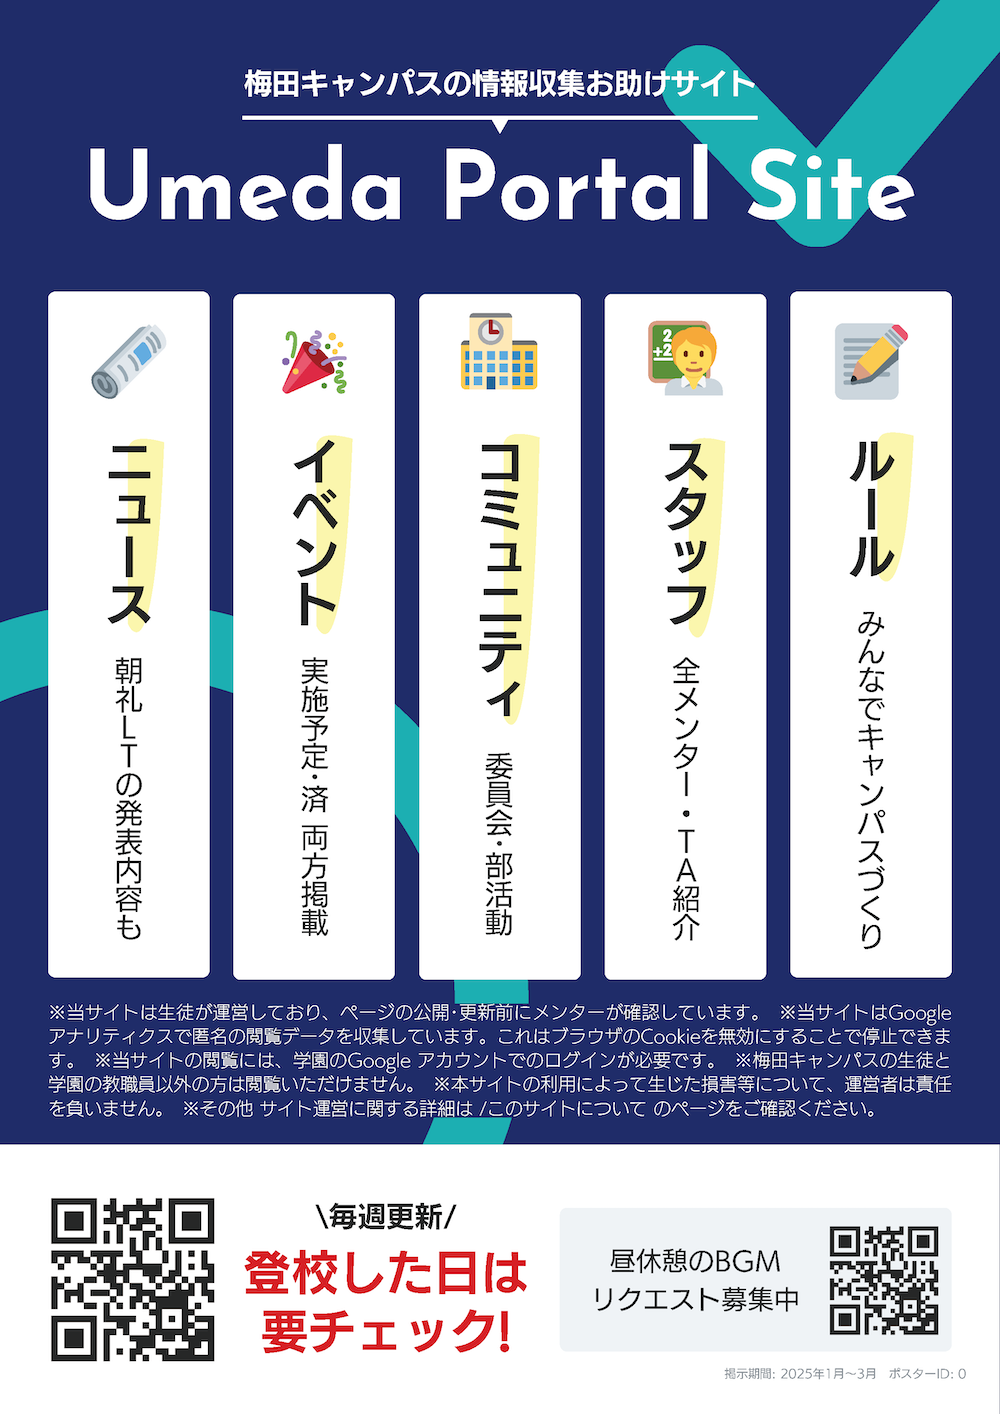 梅田キャンパスの情報収集お助けサイト
Umeda Portal Site
ニュース 朝礼LTの発表内容も
イベント 実施予定・済 両方掲載
コミュニティ 委員会・部活動
2
+2
スタッフ 全メンター・TA紹介
ルール みんなでキャンパスづくり
※当サイトは生徒が運営しており、ページの公開・更新前にメンターが確認しています。 ※当サイトはGoogle
アナリティクスで匿名の閲覧データを収集しています。これはブラウザのCookieを無効にすることで停止できま
す。 ※当サイトの閲覧には、学園のGoogle アカウントでのログインが必要です。 ※梅田キャンパスの生徒と
学園の教職員以外の方は閲覧いただけません。 ※本サイトの利用によって生じた損害等について、運営者は責任
を負いません。 ※その他 サイト運営に関する詳細は /このサイトについて のページをご確認ください。
\毎週更新/
登校した日は
要チェック!
昼休憩のBGM
リクエスト募集中
掲示期間: 2025年1月〜3月 ポスターID: 0